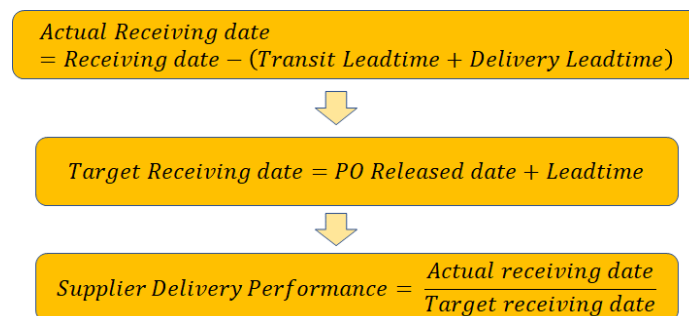 Actual Receiving date
= Receiving date − (Transit Leadtime + Delivery Leadtime)
Target Receiving date = PO Released date + Leadtime
Supplier Delivery Performance = Actual receiving date / Target receiving date